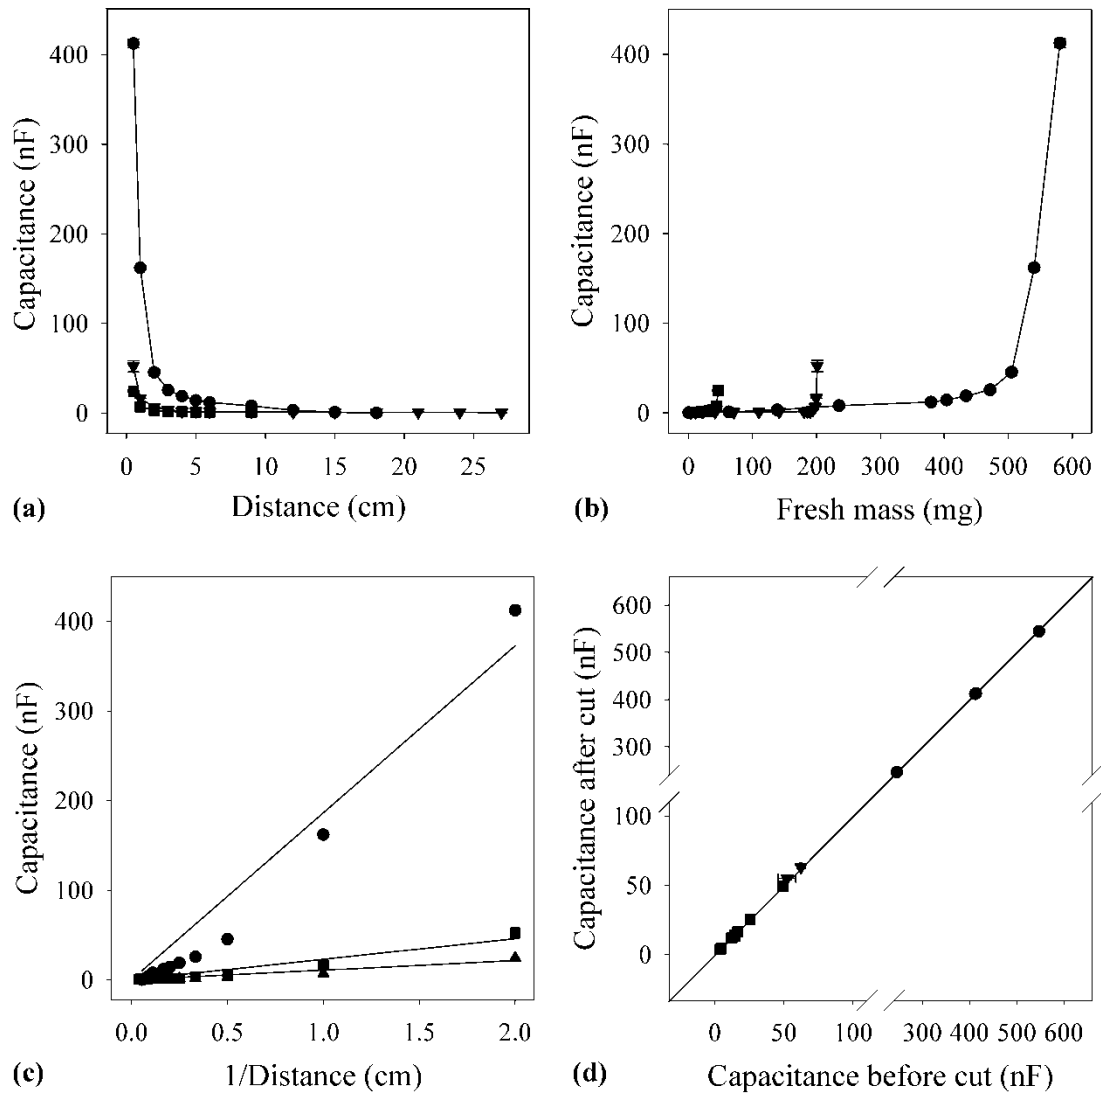 400
300
200
100
0
Capacitance (nF)
0 5 10 15 20 25
Distance (cm)
(a)
400
300
200
100
0
Capacitance (nF)
0 100 200 300 400 500 600
Fresh mass (mg)
(b)
400
300
200
100
0
Capacitance (nF)
0.0 0.5 1.0 1.5 2.0
1/Distance (cm)
(c)
600
500
400
300
100
50
0
Capacitance after cut (nF)
0 50 100 300 400 500 600
Capacitance before cut (nF)
(d)